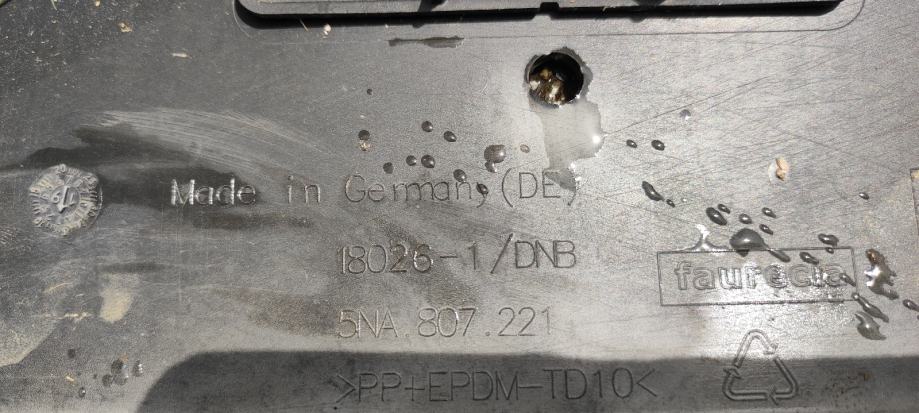 Made in Germany (DE)
18026-1/DNB
faurecia
5NA.807.221
>PP+EPDM-TD10<